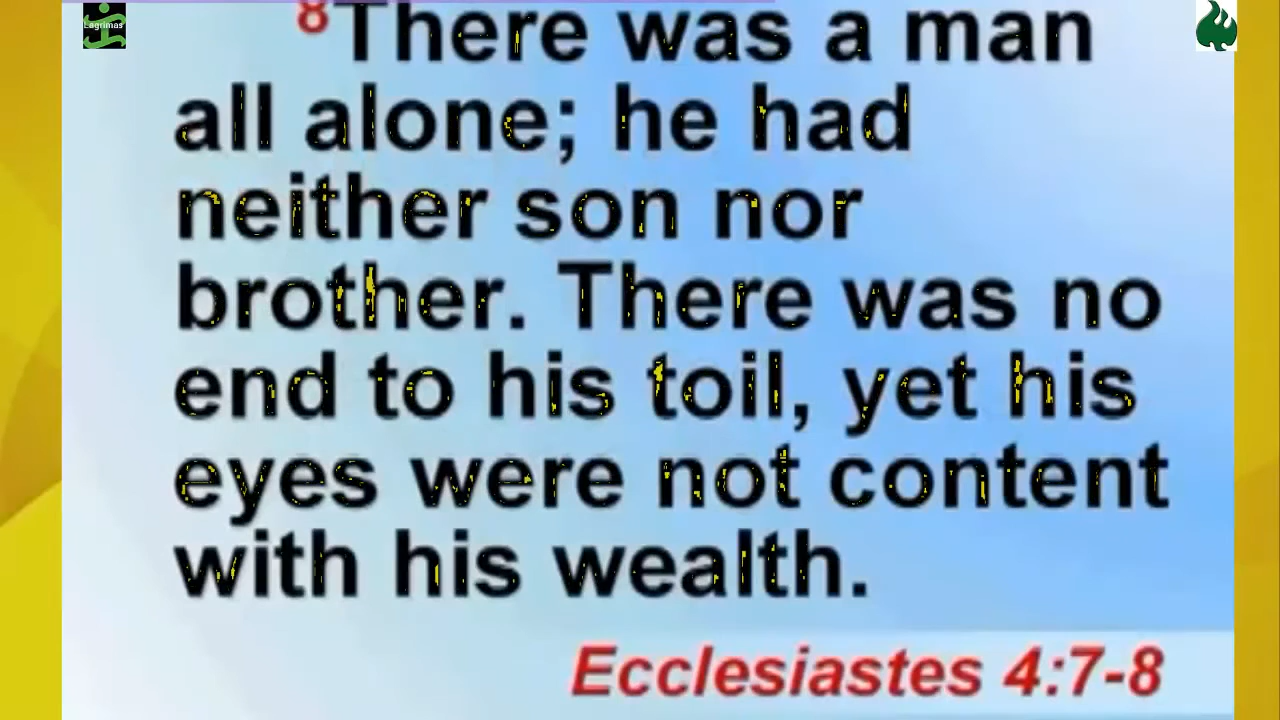 Lagrimas
8There was a man
all alone; he had
neither son nor
brother. There was no
end to his toil, yet his
eyes were not content
with his wealth.
Ecclesiastes 4:7-8